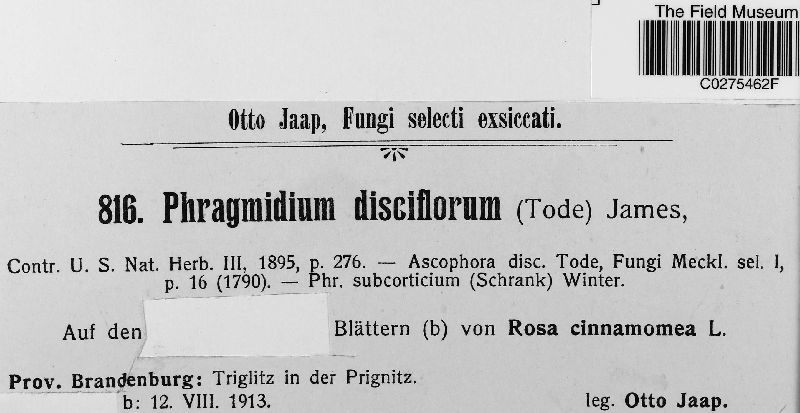 The Field Museum
C0275462F
Otto Jaap, Fungi selecti exsiccati.
816. Phragmidium disciflorum (Tode) James,
Contr. U. S. Nat. Herb. III, 1895, p. 276. — Ascophora disc. Tode, Fungi Meckl. sel. I,
p. 16 (1790). — Phr. subcorticium (Schrank) Winter.
Auf den Blättern (b) von Rosa cinnamomea L.
Prov. Brandenburg: Triglitz in der Prignitz.
b: 12. VIII. 1913. leg. Otto Jaap.